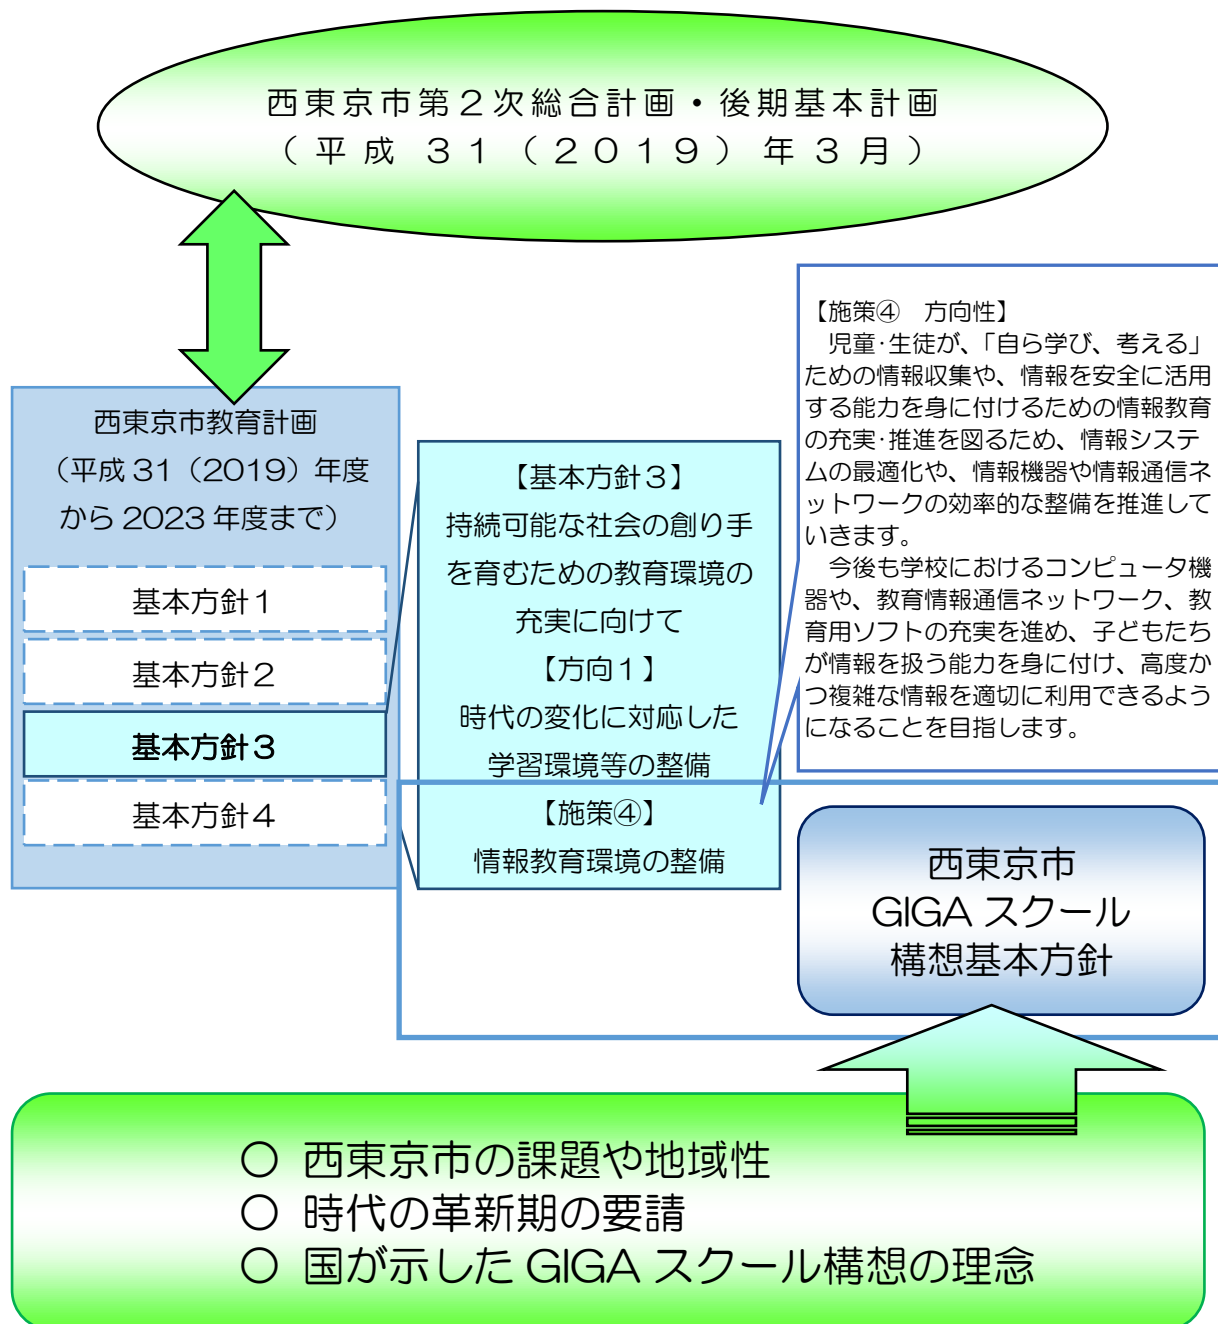 西東京市第２次総合計画・後期基本計画
（平成 31（2019）年３月）
西東京市教育計画
（平成 31（2019）年度
から 2023 年度まで）
基本方針１
基本方針２
基本方針３
基本方針４
【基本方針３】
持続可能な社会の創り手
を育むための教育環境の
充実に向けて
【方向１】
時代の変化に対応した
学習環境等の整備
【施策④】
情報教育環境の整備
【施策④　方向性】
　児童･生徒が、「自ら学び、考える」
ための情報収集や、情報を安全に活用
する能力を身に付けるための情報教育
の充実･推進を図るため、情報システ
ムの最適化や、情報機器や情報通信ネ
ットワークの効率的な整備を推進して
いきます。
　今後も学校におけるコンピュータ機
器や、教育情報通信ネットワーク、教
育用ソフトの充実を進め、子どもたち
が情報を扱う能力を身に付け、高度か
つ複雑な情報を適切に利用できるよう
になることを目指します。
西東京市
GIGA スクール
構想基本方針
○ 西東京市の課題や地域性
○ 時代の革新期の要請
○ 国が示した GIGA スクール構想の理念